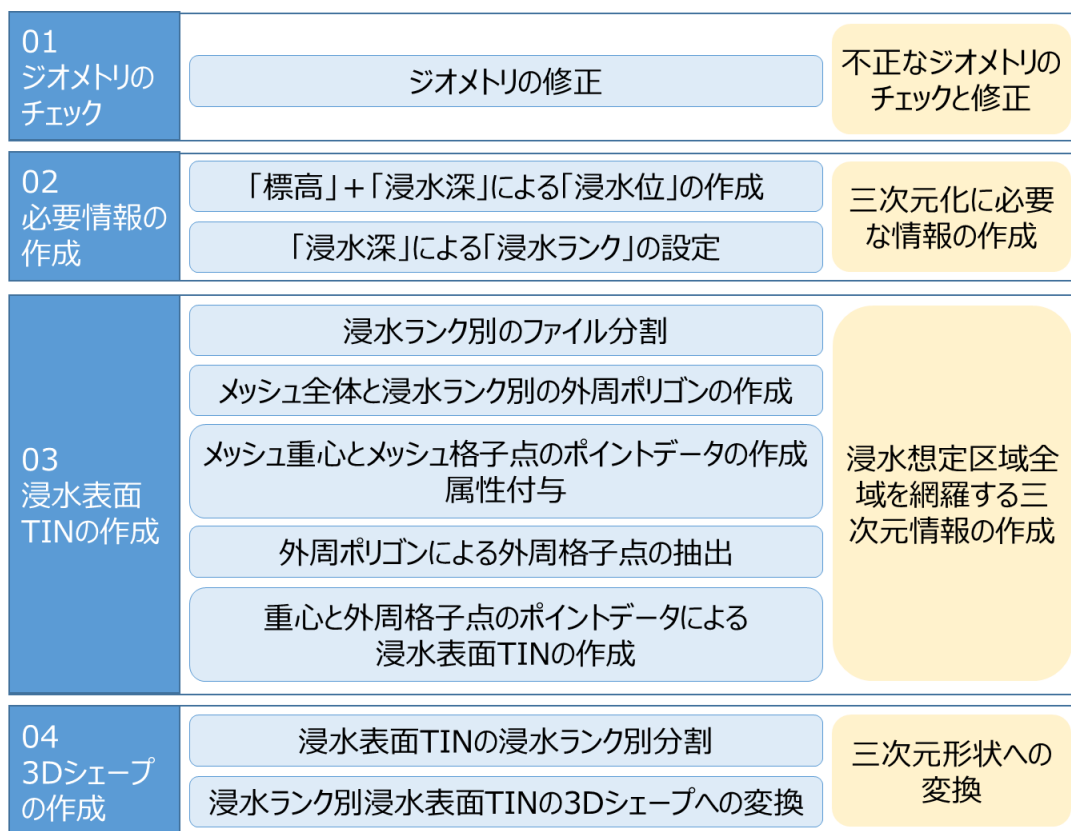 01
ジオメトリの
チェック
ジオメトリの修正
不正なジオメトリの
チェックと修正
02
必要情報の
作成
「標高」＋「浸水深」による「浸水位」の作成
「浸水深」による「浸水ランク」の設定
三次元化に必要
な情報の作成
03
浸水表面
TINの作成
浸水ランク別のファイル分割
メッシュ全体と浸水ランク別の外周ポリゴンの作成
メッシュ重心とメッシュ格子点のポイントデータの作成
属性付与
外周ポリゴンによる外周格子点の抽出
重心と外周格子点のポイントデータによる
浸水表面TINの作成
浸水想定区域全
域を網羅する三
次元情報の作成
04
3Dシェープ
の作成
浸水表面TINの浸水ランク別分割
浸水ランク別浸水表面TINの3Dシェープへの変換
三次元形状への
変換